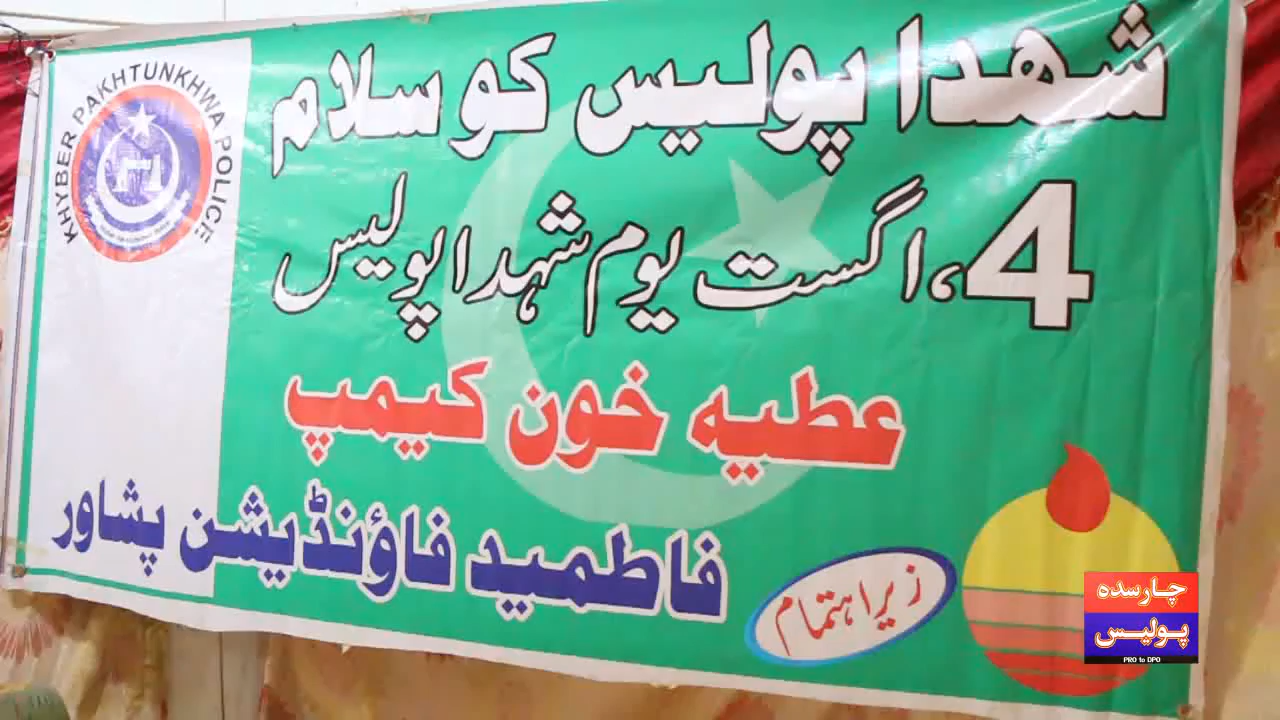 KHYBER PAKHTUNKHWA POLICE
شھدا پولیس کو سلام
4،اگست یوم شہدا پولیس
عطیہ خون کیمپ
زیر اہتمام
فاطمید فاؤنڈیشن پشاور
چارسدہ
پولیس
PRO to DPO